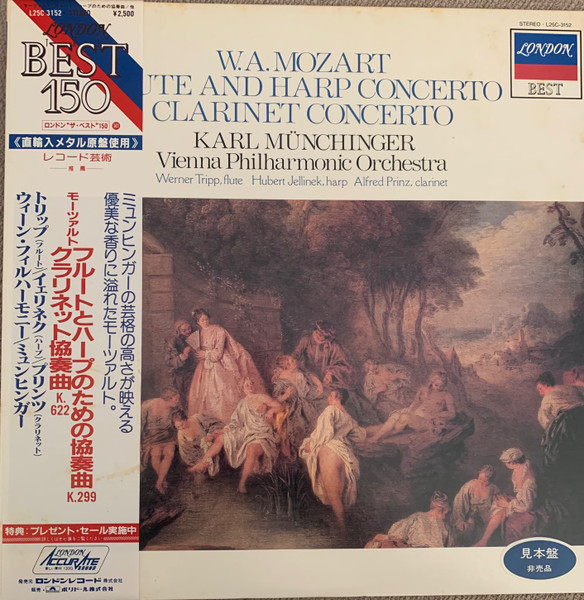 L25C 3152
¥2,500
LONDON
BEST
150
ロンドン"ザ・ベスト"150
《直輸入メタル原盤使用》
レコード芸術
推薦
ミュンヒンガーの芸格の高さが映える
優美な香りに溢れたモーツァルト。
モーツァルト
フルートとハープのための協奏曲 K.299
クラリネット協奏曲 K.622
トリップ(フルート)/イェリネク(ハープ)/プリンツ(クラリネット)
ウィーン・フィルハーモニー/ミュンヒンガー
特典:プレゼント・セール実施中
LONDON
ACCURATE
SOUND
発売元 ロンドンレコード株式会社
販売元 ポリドール株式会社
STEREO・L25C-3152
W.A. MOZART
UTE AND HARP CONCERTO
CLARINET CONCERTO
KARL MÜNCHINGER
Vienna Philharmonic Orchestra
Werner Tripp, flute Hubert Jellinek, harp Alfred Prinz, clarinet
LONDON
BEST
見本盤
非売品